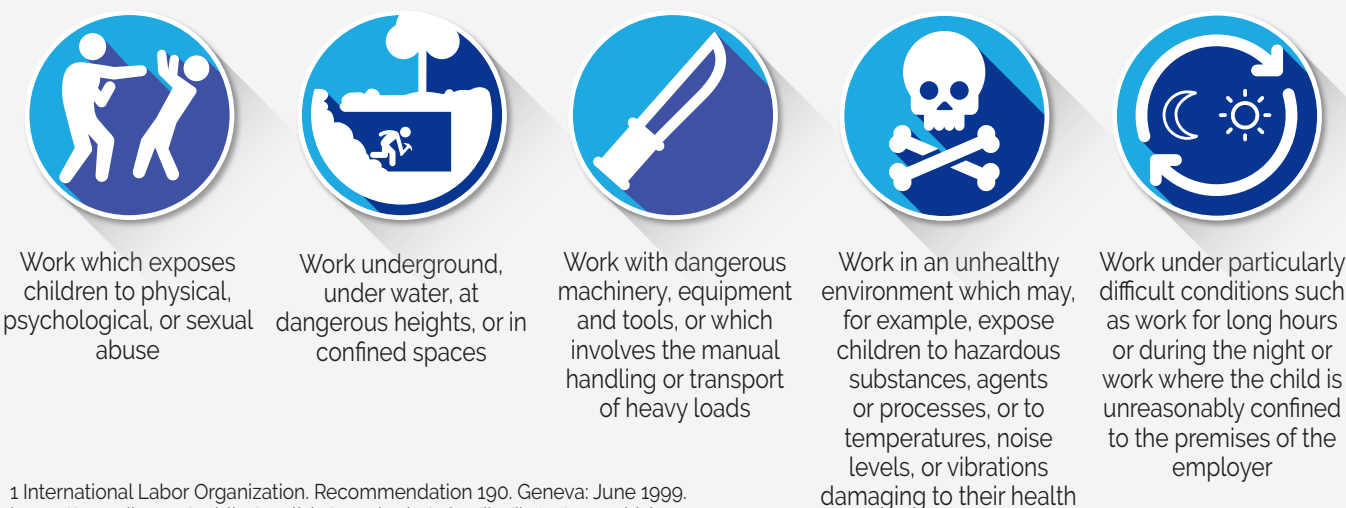 Work which exposes
children to physical,
psychological, or sexual
abuse
Work underground,
under water, at
dangerous heights, or in
confined spaces
Work with dangerous
machinery, equipment
and tools, or which
involves the manual
handling or transport
of heavy loads
Work in an unhealthy
environment which may,
for example, expose
children to hazardous
substances, agents
or processes, or to
temperatures, noise
levels, or vibrations
damaging to their health
Work under particularly
difficult conditions such
as work for long hours
or during the night or
work where the child is
unreasonably confined
to the premises of the
employer
1 International Labor Organization. Recommendation 190. Geneva: June 1999.